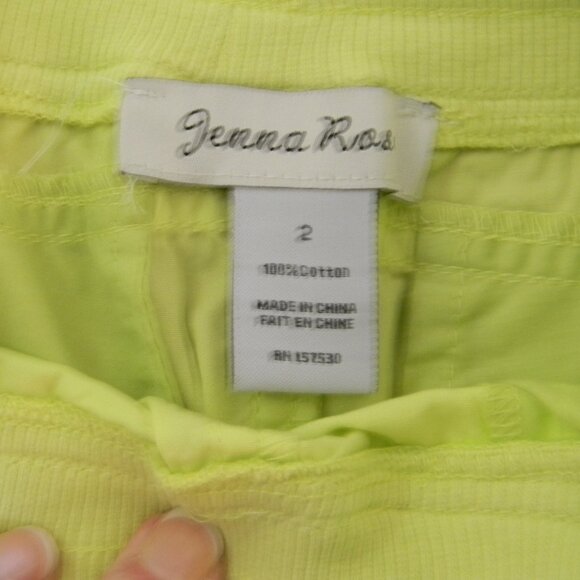 Jenna Ros
2
100% Cotton
MADE IN CHINA
FAIT EN CHINE
RN 157530